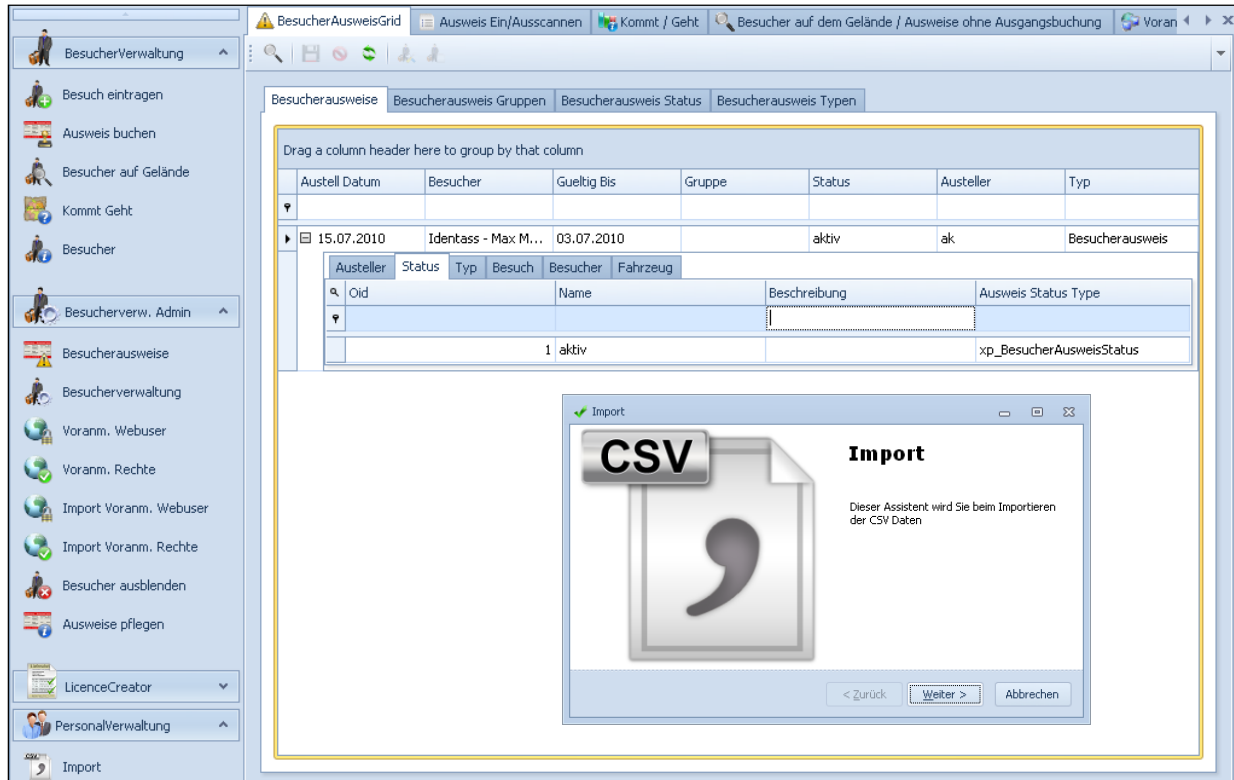 BesucherVerwaltung
Besuch eintragen
Ausweis buchen
Besucher auf Gelände
Kommt Geht
Besucher
Besucherverw. Admin
Besucherausweise
Besucherverwaltung
Voranm. Webuser
Voranm. Rechte
Import Voranm. Webuser
Import Voranm. Rechte
Besucher ausblenden
Ausweise pflegen
LicenceCreator
PersonalVerwaltung
Import
BesucherAusweisGrid Ausweis Ein/Ausscannen Kommt / Geht Besucher auf dem Gelände / Ausweise ohne Ausgangsbuchung Voran
Besucherausweise Besucherausweis Gruppen Besucherausweis Status Besucherausweis Typen
Drag a column header here to group by that column
Austell Datum Besucher Gueltig Bis Gruppe Status Austeller Typ
15.07.2010 Identass - Max M... 03.07.2010 aktiv ak Besucherausweis
Austeller Status Typ Besuch Besucher Fahrzeug
Oid Name Beschreibung Ausweis Status Type
1 aktiv xp_BesucherAusweisStatus
Import
CSV
Import
Dieser Assistent wird Sie beim Importieren
der CSV Daten
< Zurück Weiter > Abbrechen